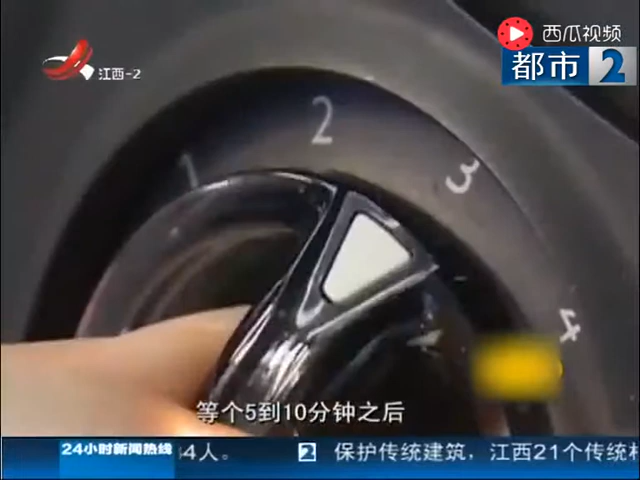 西瓜视频
江西-2
都市2
1
2
3
4
等个5到10分钟之后
24小时新闻热线
4人。
2 保护传统建筑，江西21个传统